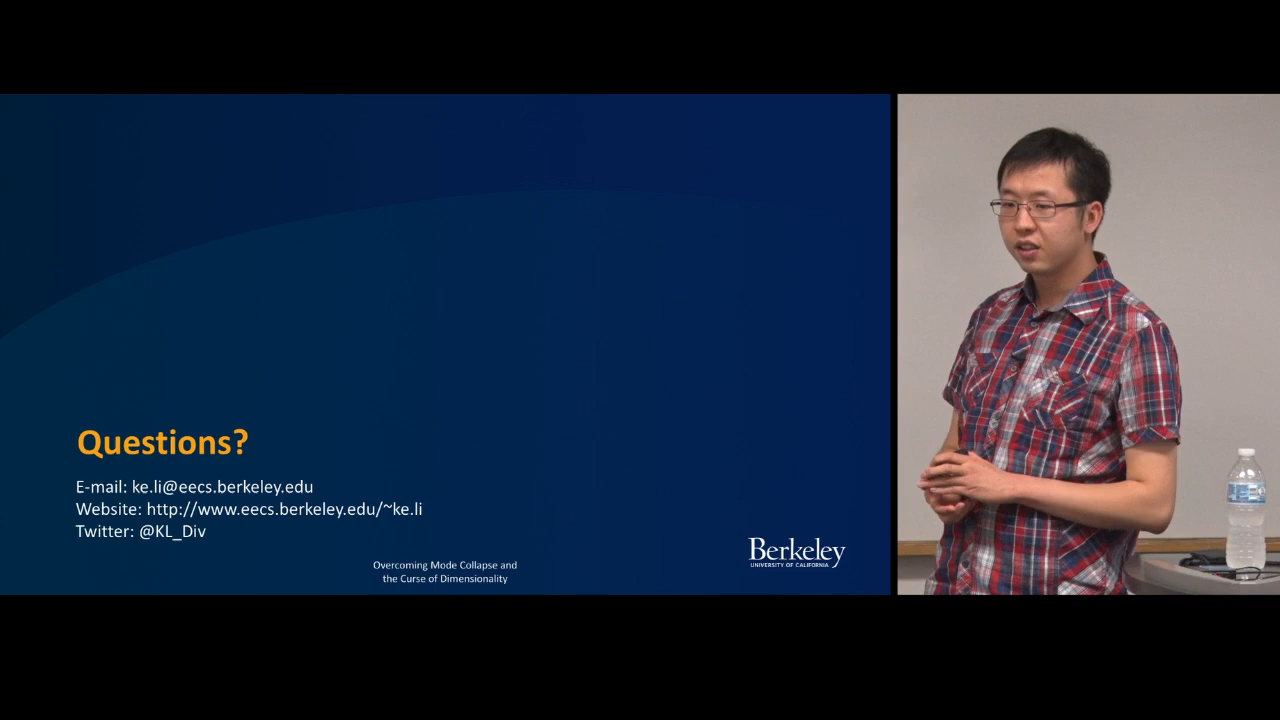 Questions?
E-mail: ke.li@eecs.berkeley.edu
Website: http://www.eecs.berkeley.edu/~ke.li
Twitter: @KL_Div
Overcoming Mode Collapse and
the Curse of Dimensionality
Berkeley
UNIVERSITY OF CALIFORNIA